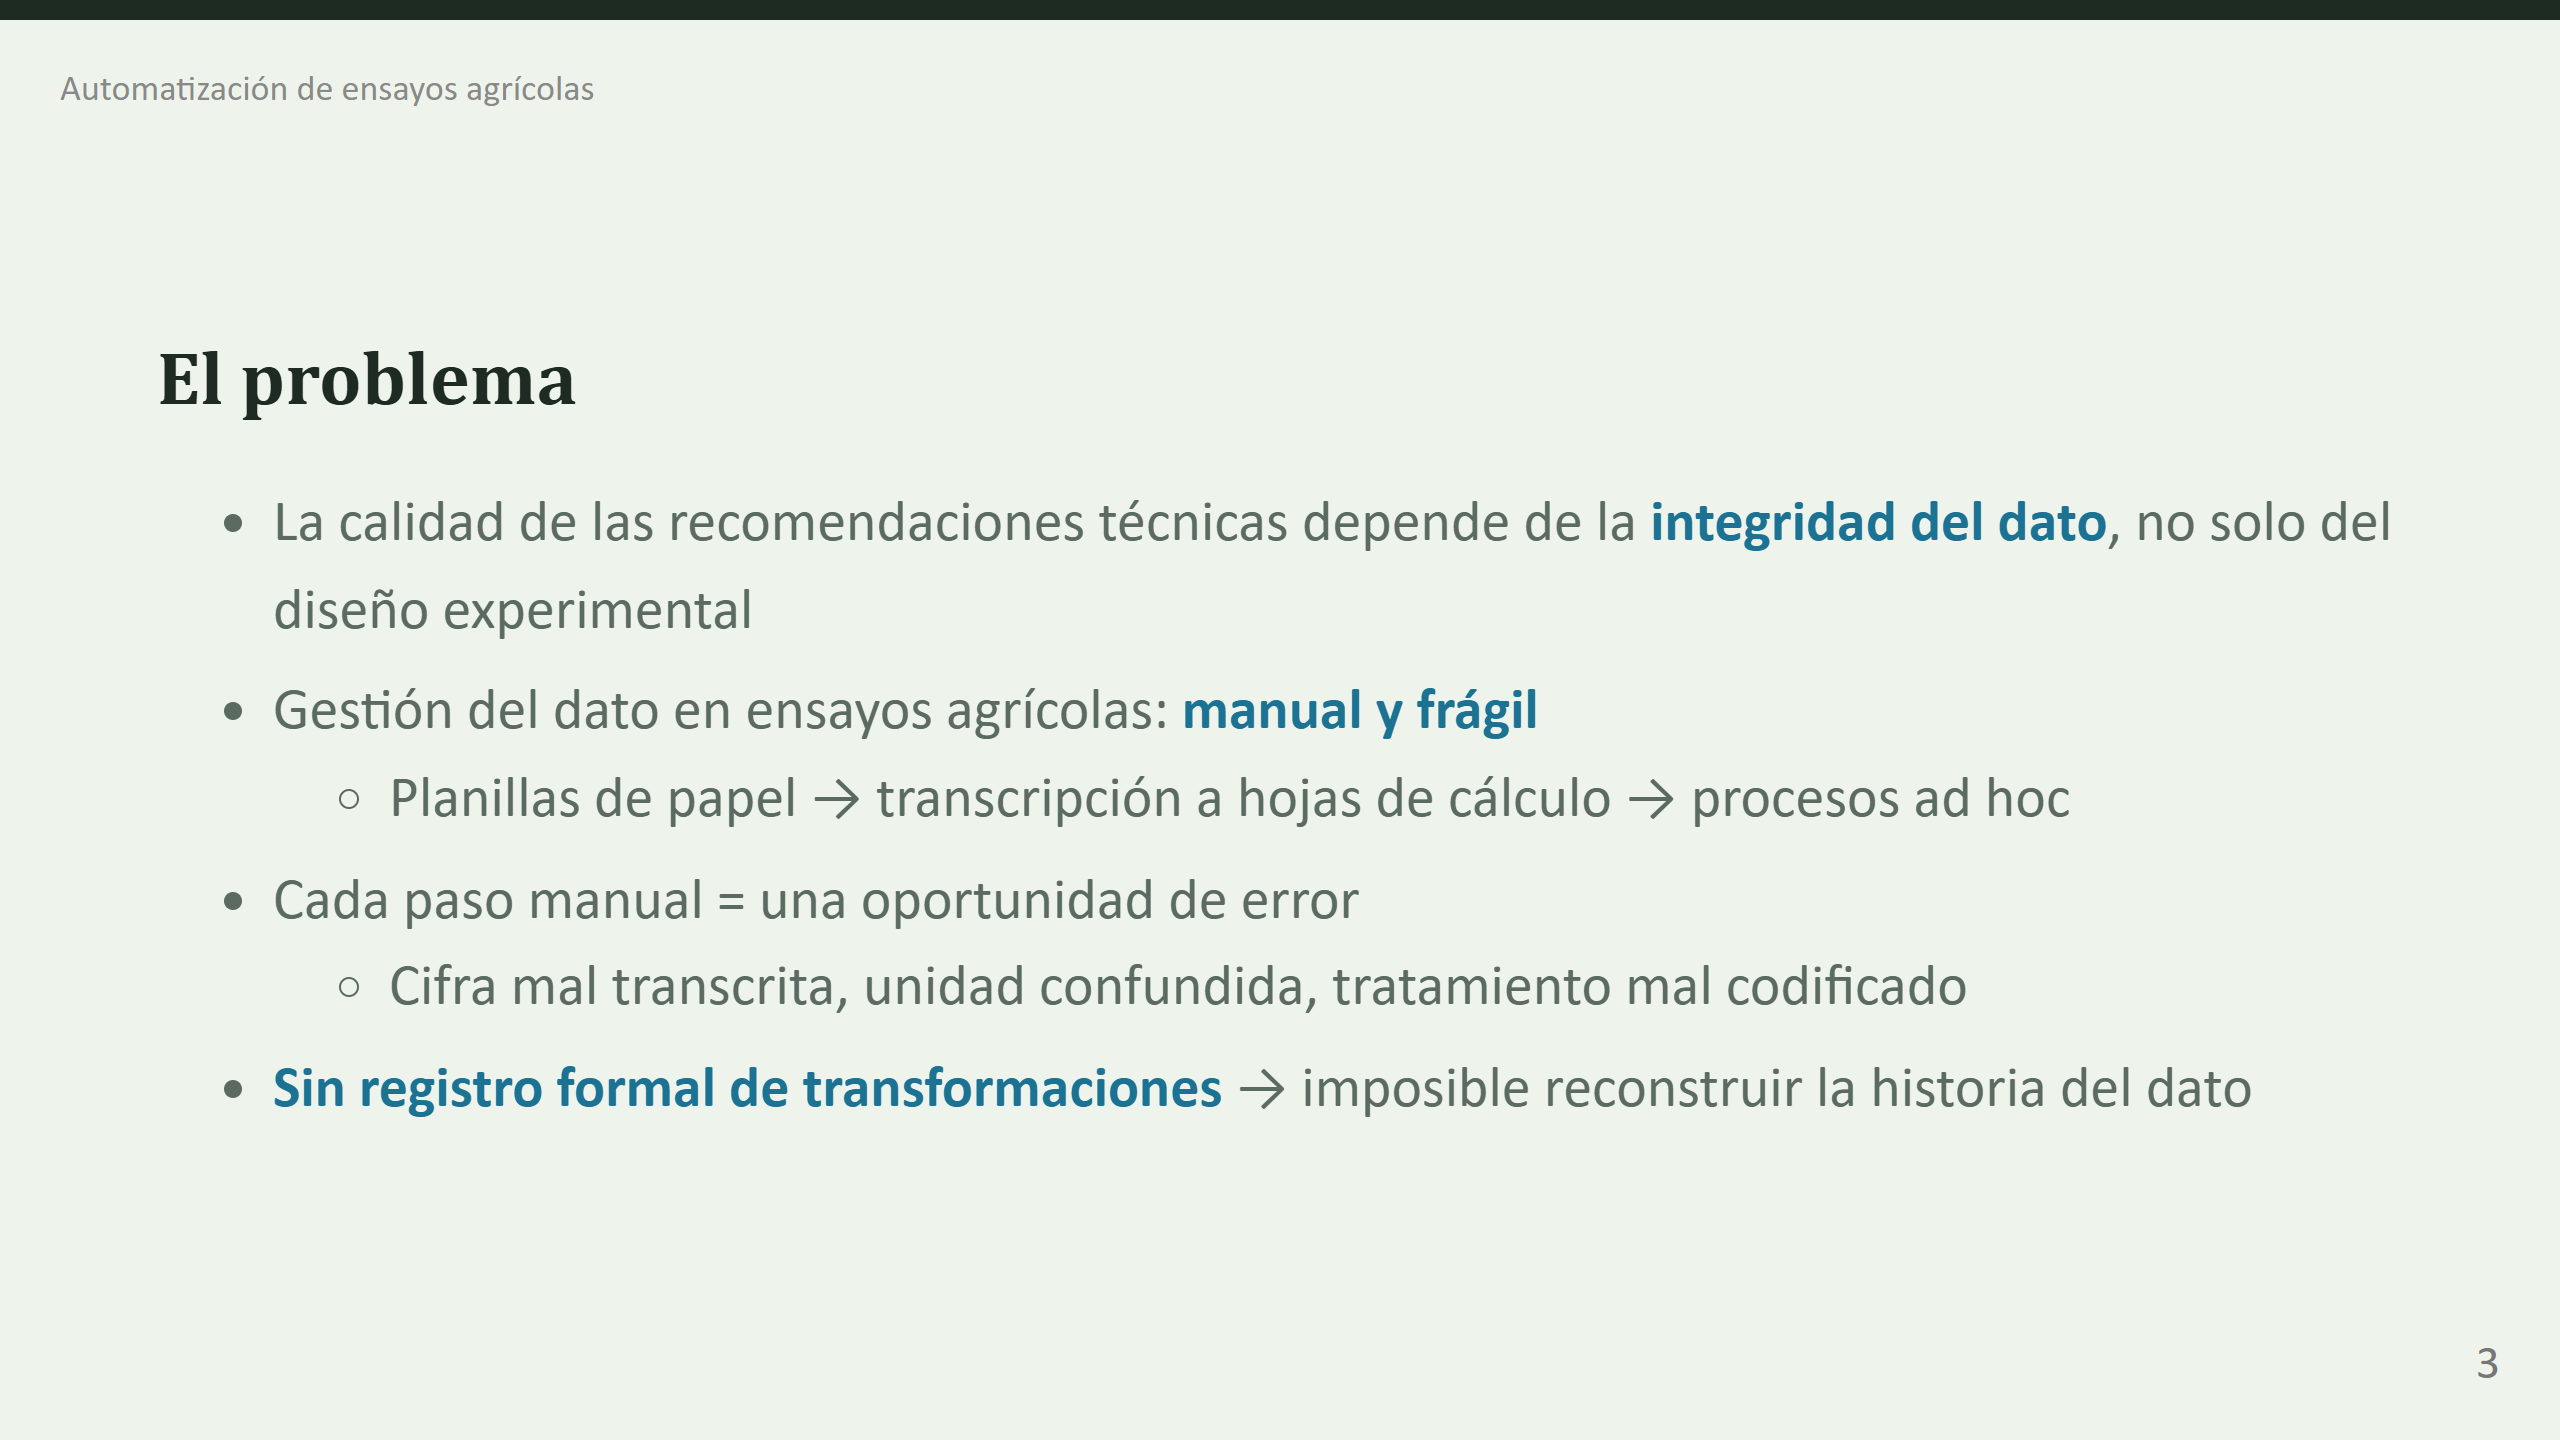 Automatización de ensayos agrícolas
El problema
• La calidad de las recomendaciones técnicas depende de la integridad del dato, no solo del
diseño experimental
• Gestión del dato en ensayos agrícolas: manual y frágil
○ Planillas de papel → transcripción a hojas de cálculo → procesos ad hoc
• Cada paso manual = una oportunidad de error
○ Cifra mal transcrita, unidad confundida, tratamiento mal codificado
• Sin registro formal de transformaciones → imposible reconstruir la historia del dato
3